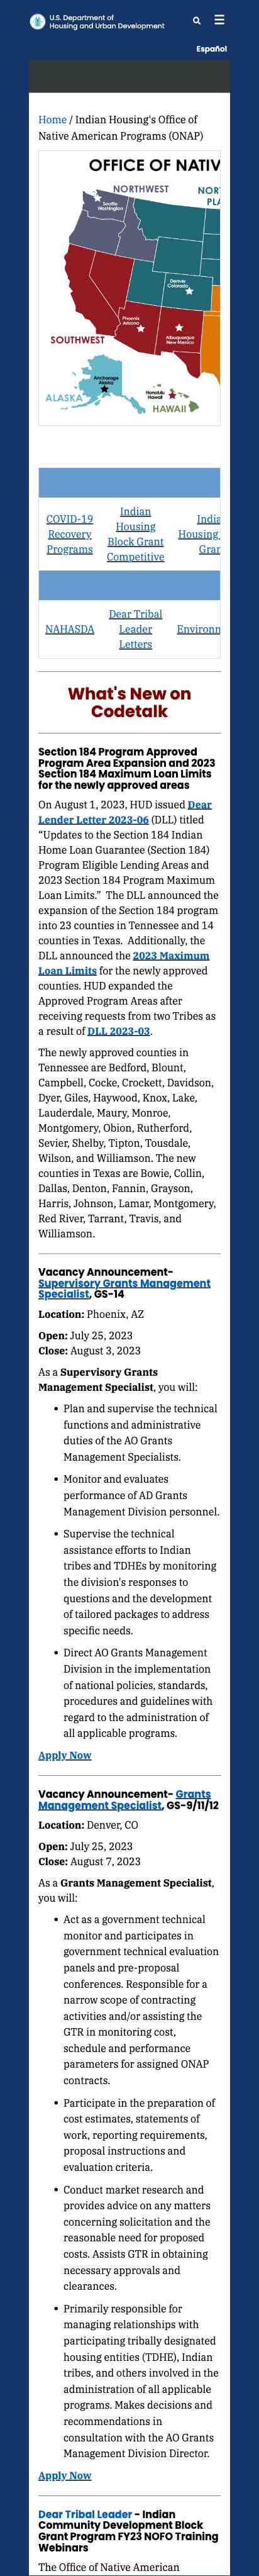 U.S. Department of
Housing and Urban Development
Español
Home / Indian Housing's Office of
Native American Programs (ONAP)
OFFICE OF NATIV
NORTHWEST
Seattle
Washington
Denver
Colorado
Phoenix
Arizona
Albuquerque
New Mexico
SOUTHWEST
Anchorage
Alaska
ALASKA
Honolulu
Hawaii
HAWAII
COVID-19
Recovery
Programs
Indian
Housing
Block Grant
Competitive
NAHASDA
Dear Tribal
Leader
Letters
What's New on
Codetalk
Section 184 Program Approved
Program Area Expansion and 2023
Section 184 Maximum Loan Limits
for the newly approved areas
On August 1, 2023, HUD issued Dear
Lender Letter 2023-06 (DLL) titled
“Updates to the Section 184 Indian
Home Loan Guarantee (Section 184)
Program Eligible Lending Areas and
2023 Section 184 Program Maximum
Loan Limits.”  The DLL announced the
expansion of the Section 184 program
into 23 counties in Tennessee and 14
counties in Texas.  Additionally, the
DLL announced the 2023 Maximum
Loan Limits for the newly approved
counties. HUD expanded the
Approved Program Areas after
receiving requests from two Tribes as
a result of DLL 2023-03.
The newly approved counties in
Tennessee are Bedford, Blount,
Campbell, Cocke, Crockett, Davidson,
Dyer, Giles, Haywood, Knox, Lake,
Lauderdale, Maury, Monroe,
Montgomery, Obion, Rutherford,
Sevier, Shelby, Tipton, Tousdale,
Wilson, and Williamson. The new
counties in Texas are Bowie, Collin,
Dallas, Denton, Fannin, Grayson,
Harris, Johnson, Lamar, Montgomery,
Red River, Tarrant, Travis, and
Williamson.
Vacancy Announcement-
Supervisory Grants Management
Specialist, GS-14
Location: Phoenix, AZ
Open: July 25, 2023
Close: August 3, 2023
As a Supervisory Grants
Management Specialist, you will:
• Plan and supervise the technical
functions and administrative
duties of the AO Grants
Management Specialists.
• Monitor and evaluates
performance of AD Grants
Management Division personnel.
• Supervise the technical
assistance efforts to Indian
tribes and TDHEs by monitoring
the division's responses to
questions and the development
of tailored packages to address
specific needs.
• Direct AO Grants Management
Division in the implementation
of national policies, standards,
procedures and guidelines with
regard to the administration of
all applicable programs.
Apply Now
Vacancy Announcement- Grants
Management Specialist, GS-9/11/12
Location: Denver, CO
Open: July 25, 2023
Close: August 7, 2023
As a Grants Management Specialist,
you will:
• Act as a government technical
monitor and participates in
government technical evaluation
panels and pre-proposal
conferences. Responsible for a
narrow scope of contracting
activities and/or assisting the
GTR in monitoring cost,
schedule and performance
parameters for assigned ONAP
contracts.
• Participate in the preparation of
cost estimates, statements of
work, reporting requirements,
proposal instructions and
evaluation criteria.
• Conduct market research and
provides advice on any matters
concerning solicitation and the
reasonable need for proposed
costs. Assists GTR in obtaining
necessary approvals and
clearances.
• Primarily responsible for
managing relationships with
participating tribally designated
housing entities (TDHE), Indian
tribes, and others involved in the
administration of all applicable
programs. Makes decisions and
recommendations in
consultation with the AO Grants
Management Division Director.
Apply Now
Dear Tribal Leader - Indian
Community Development Block
Grant Program FY23 NOFO Training
Webinars
The Office of Native American